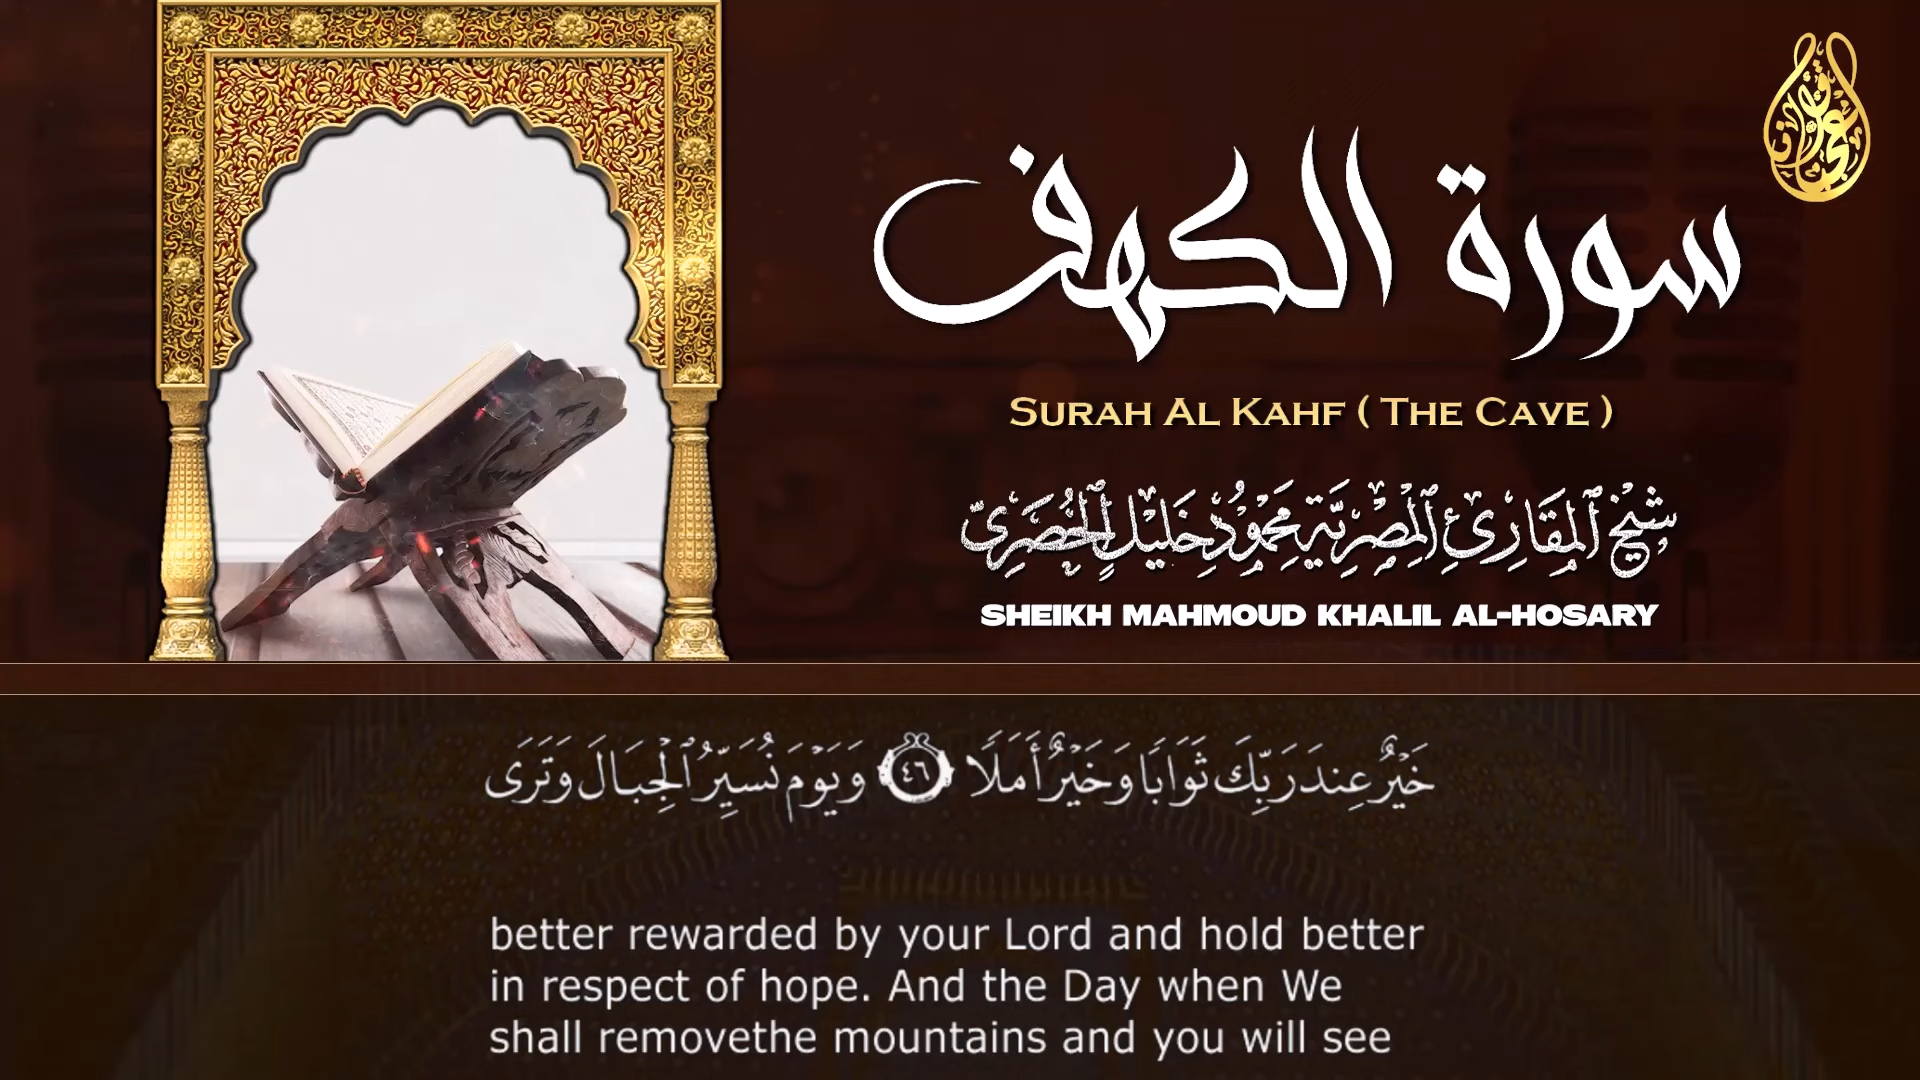 سورة الكهف
SURAH AL KAHF ( THE CAVE )
شيخ المقارئ المصرية محمود خليل الحصري
SHEIKH MAHMOUD KHALIL AL-HOSARY
خَيْرٌ عِندَ رَبِّكَ ثَوَابًا وَخَيْرٌ أَمَلًا ٤٦ وَيَوْمَ نُسَيِّرُ ٱلْجِبَالَ وَتَرَى
better rewarded by your Lord and hold better
in respect of hope. And the Day when We
shall removethe mountains and you will see